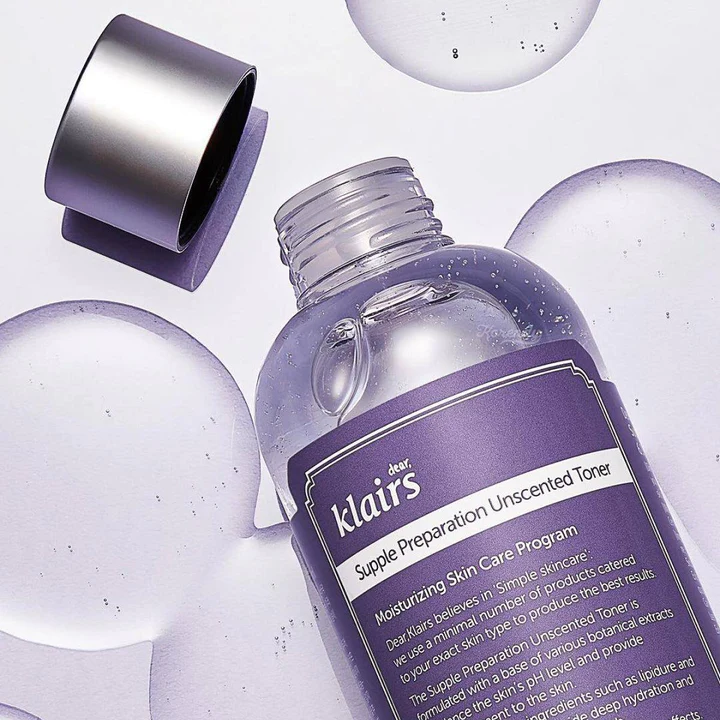 dear,
klairs
Supple Preparation Unscented Toner
Moisturizing Skin Care Program
Dear,Klairs believes in 'Simple skincare':
we use a minimal number of products catered
to your exact skin type to produce the best results.
The Supple Preparation Unscented Toner is
formulated with a base of various botanical extracts
the skin's pH level and provide
to the skin.
ingredients such as lipidure and
deep hydration and